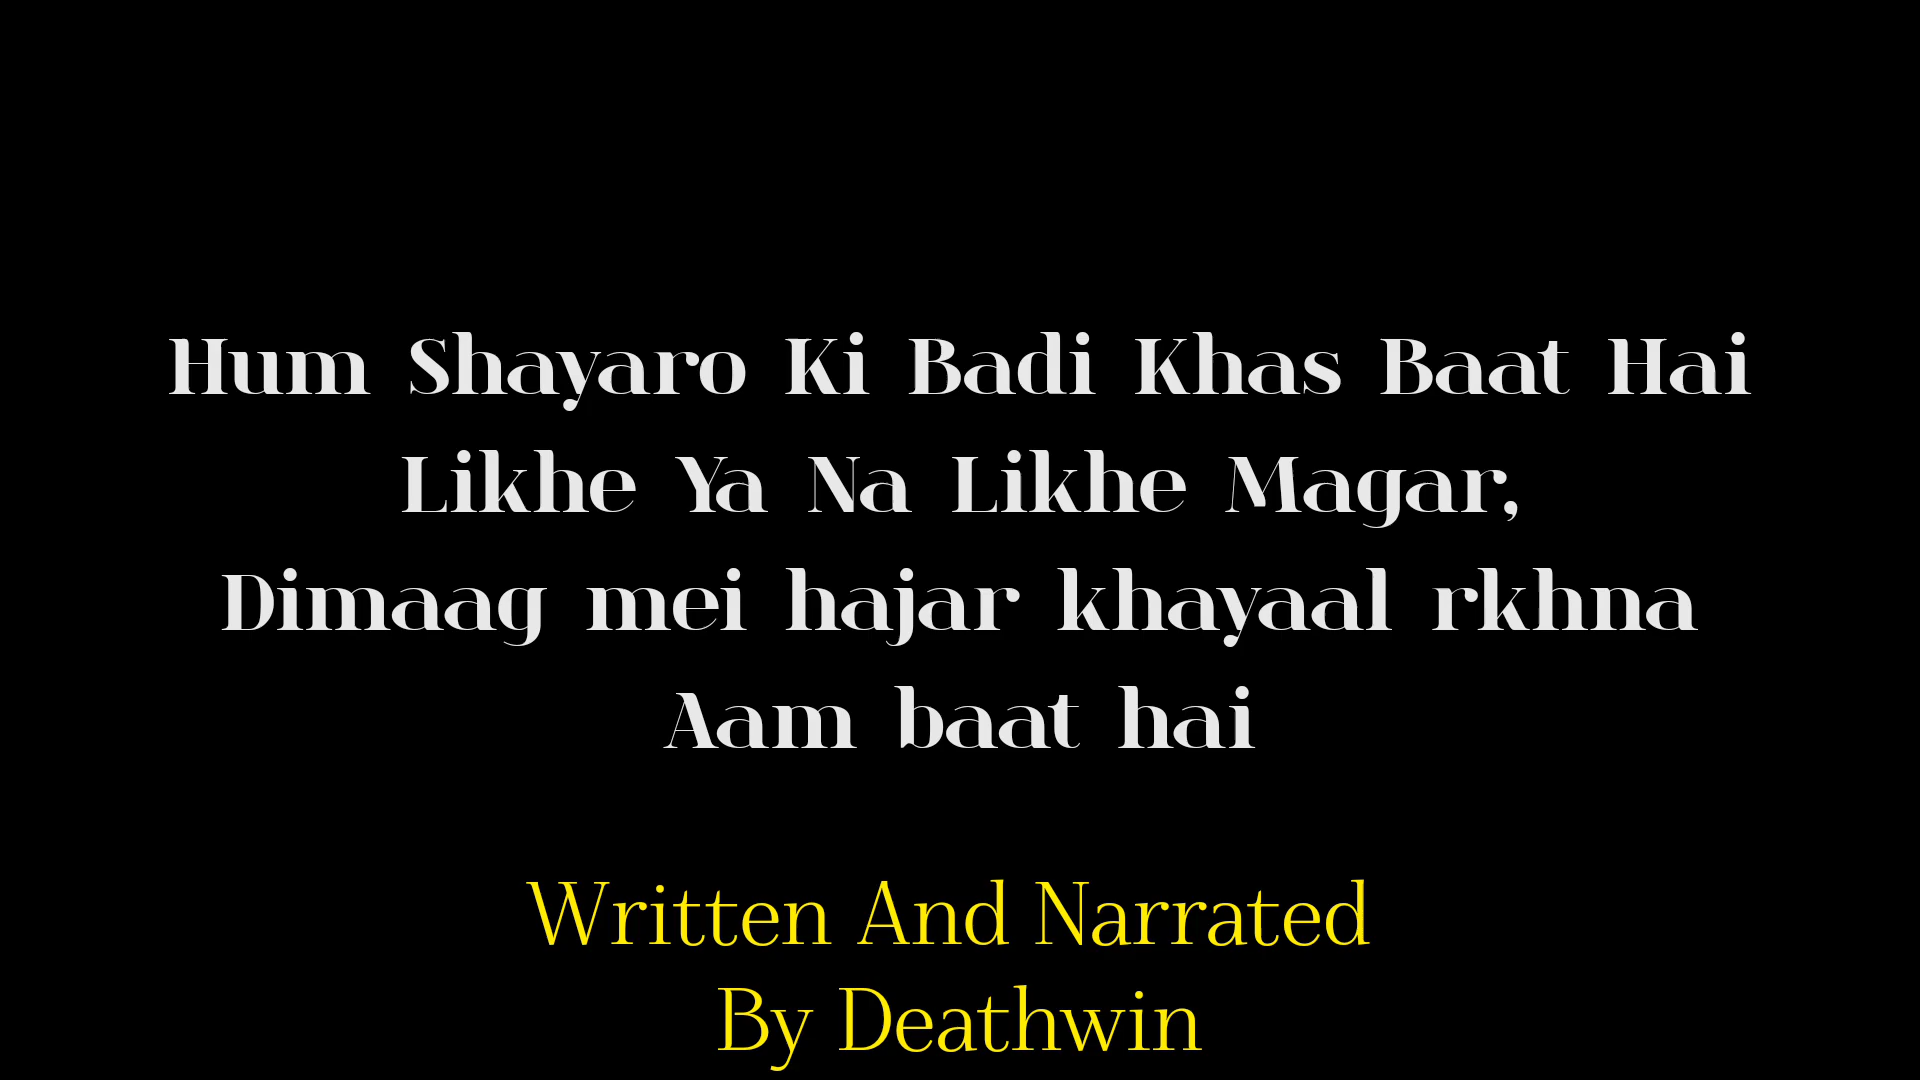 Hum Shayaro Ki Badi Khas Baat Hai
Likhe Ya Na Likhe Magar,
Dimaag mei hajar khayaal rkhna
Aam baat hai
Written And Narrated
By Deathwin